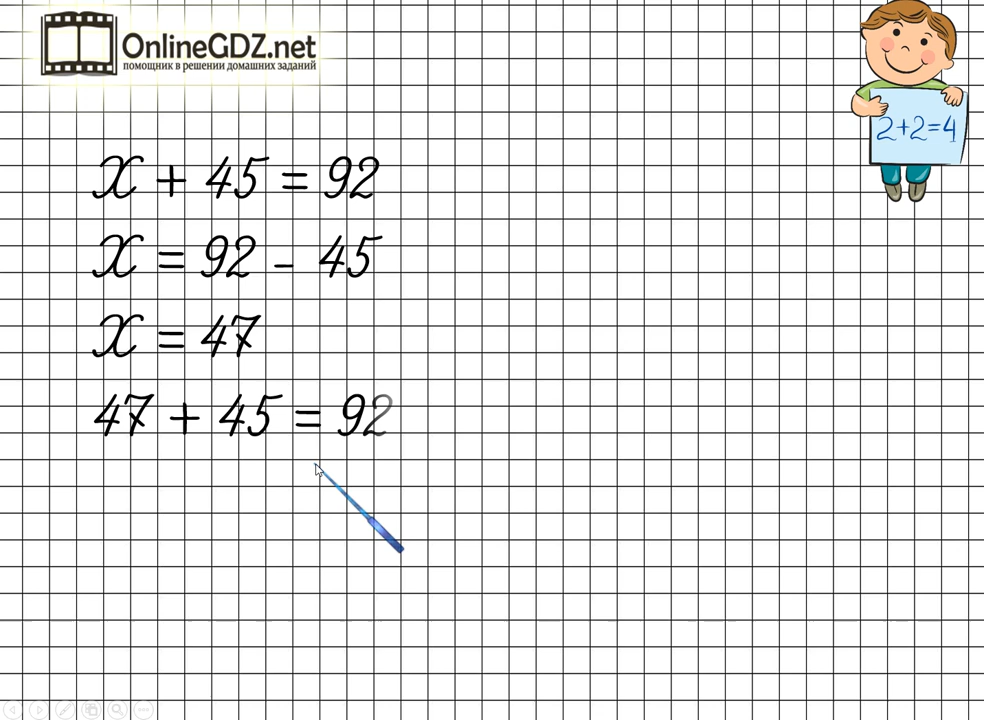 OnlineGDZ.net
помощник в решении домашних заданий
2+2=4
x + 45 = 92
x = 92 - 45
x = 47
47 + 45 = 92